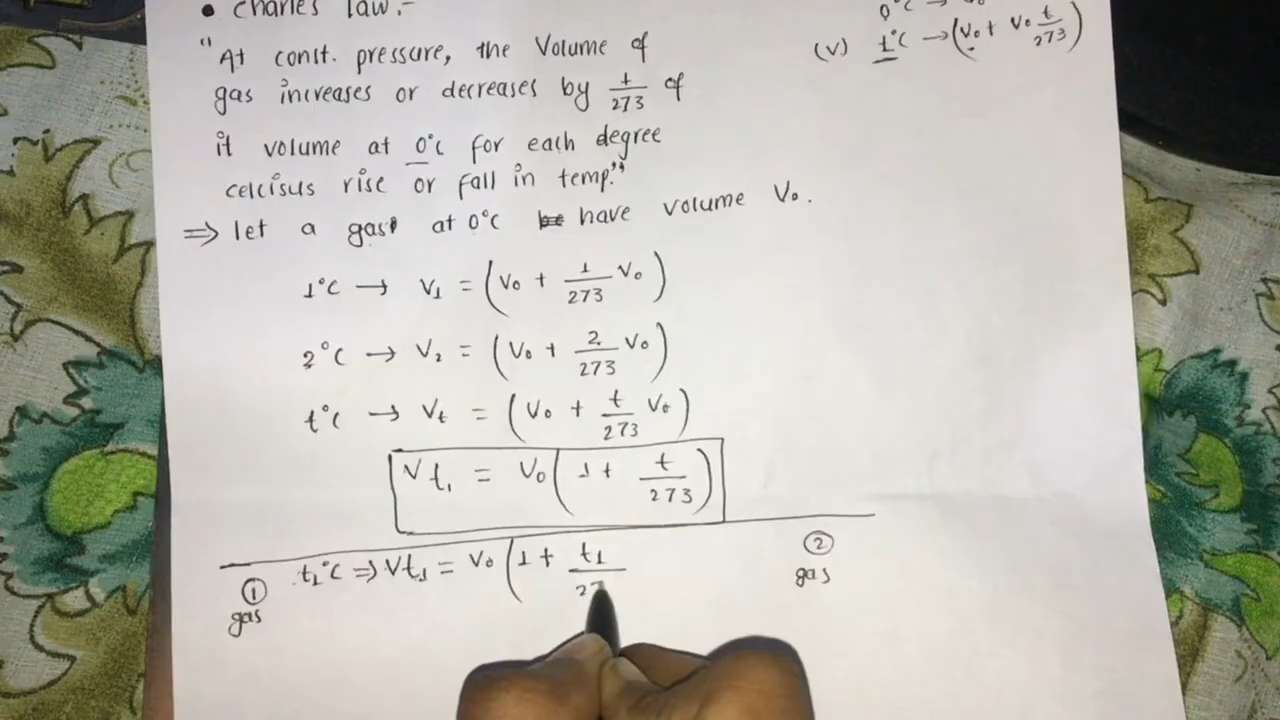 • Charles law:-
"At const. pressure, the Volume of
gas increases or decreases by 1/273 of
it volume at 0°c for each degree
celcisus rise or fall in temp."
⇒ let a gas at 0°c have volume V₀.
1°c → V₁ = (V₀ + 1/273 V₀)
2°c → V₂ = (V₀ + 2/273 V₀)
t°c → Vt = (V₀ + t/273 V₀)
Vt₁ = V₀(1 + t/273)
① gas
t₁°c ⇒ Vt₁ = V₀(1 + t₁/27
② gas
0°c →
(V) t°c → (V₀ + V₀ t/273)